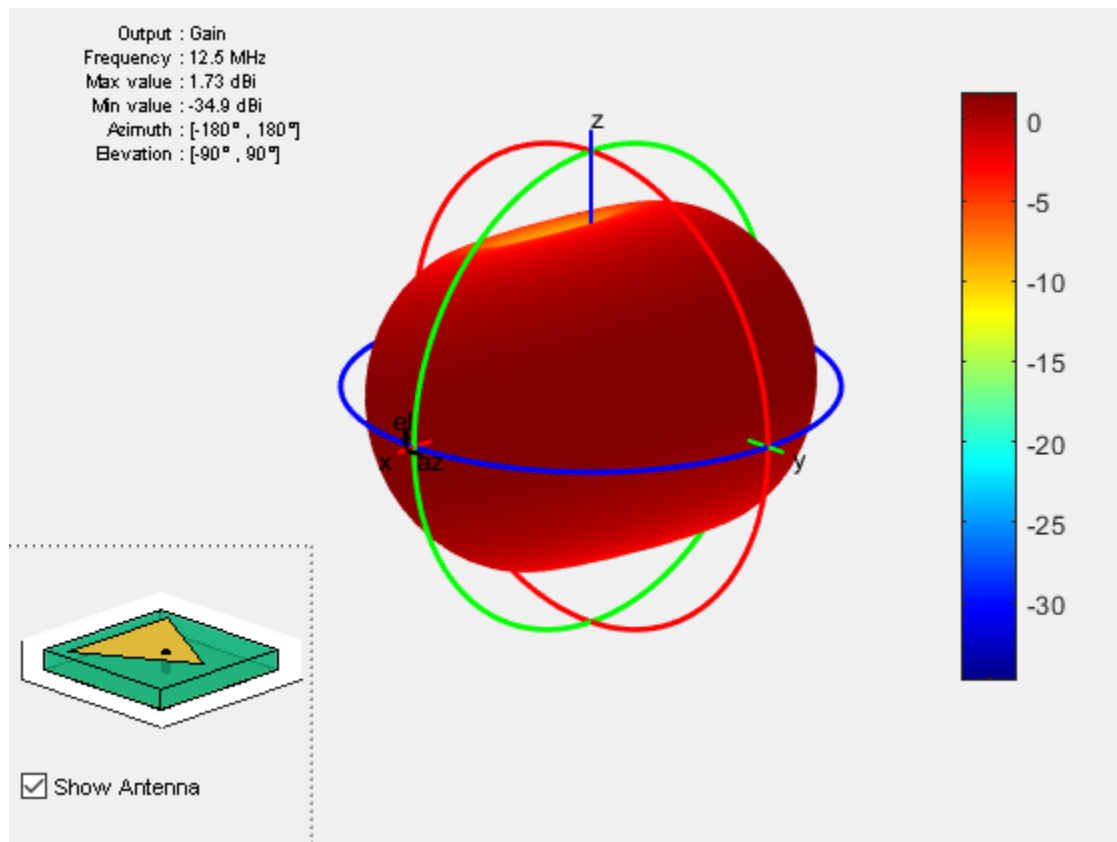 Output : Gain
Frequency : 12.5 MHz
Max value : 1.73 dBi
Min value : -34.9 dBi
Azimuth : [-180° , 180°]
Elevation : [-90° , 90°]
z
0
-5
-10
-15
-20
-25
-30
el
x az
y
Show Antenna